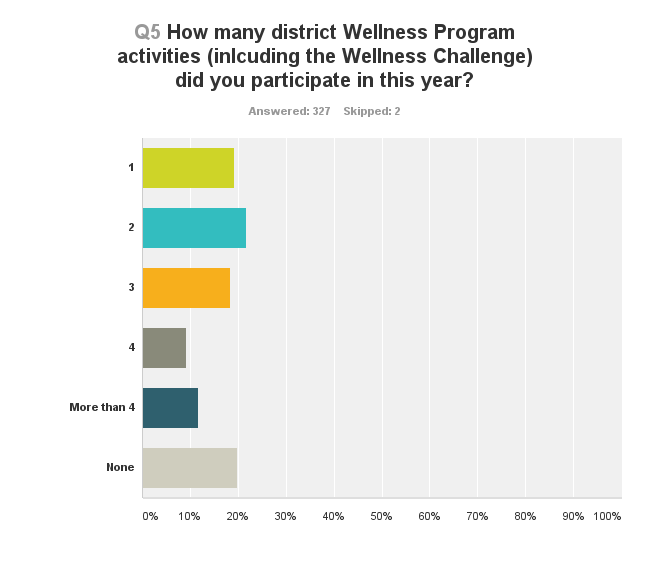 Q5 How many district Wellness Program
activities (inlcuding the Wellness Challenge)
did you participate in this year?
Answered: 327 Skipped: 2
1
2
3
4
More than 4
None
0% 10% 20% 30% 40% 50% 60% 70% 80% 90% 100%